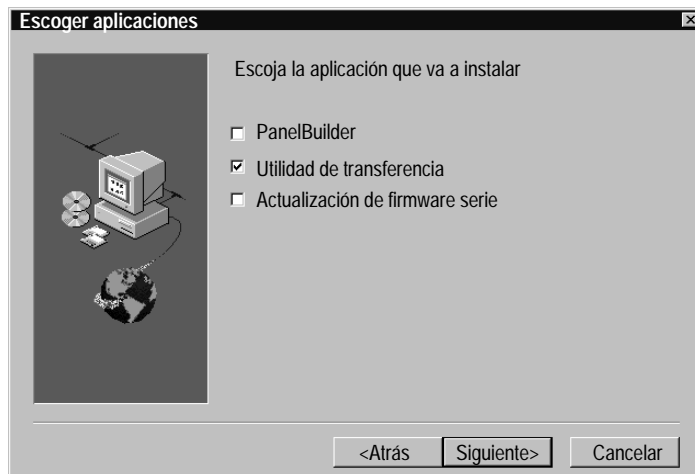 Escoger aplicaciones
Escoja la aplicación que va a instalar
PanelBuilder
Utilidad de transferencia
Actualización de firmware serie
<Atrás
Siguiente>
Cancelar